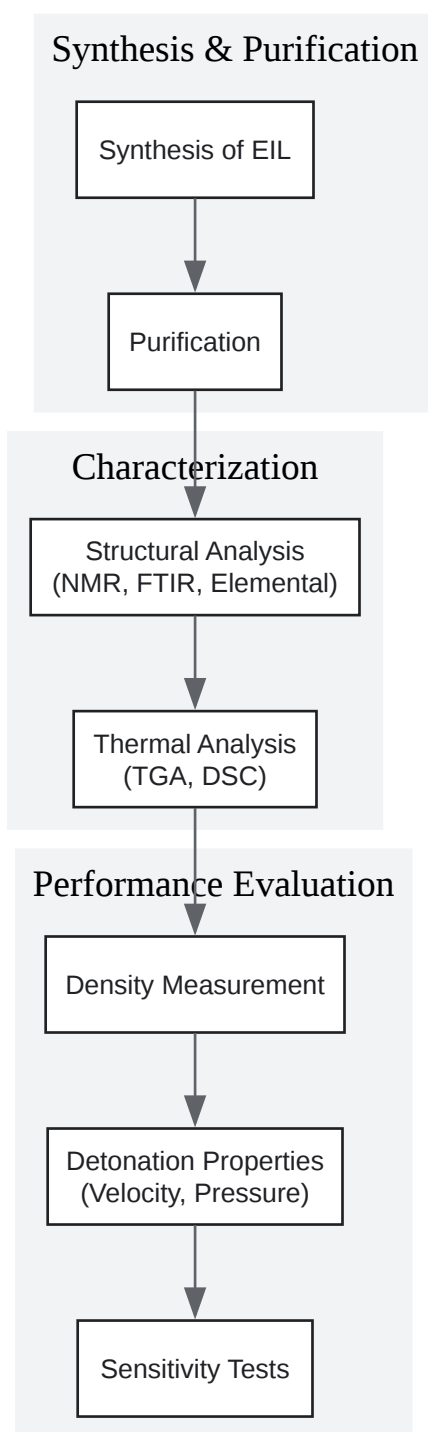 Synthesis & Purification
Synthesis of EIL
Purification
Characterization
Structural Analysis
(NMR, FTIR, Elemental)
Thermal Analysis
(TGA, DSC)
Performance Evaluation
Density Measurement
Detonation Properties
(Velocity, Pressure)
Sensitivity Tests